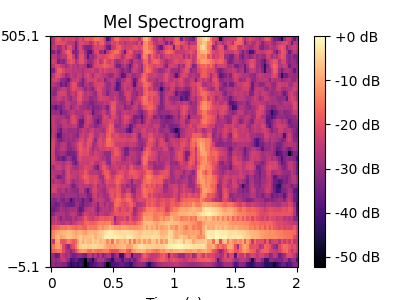 Mel Spectrogram
505.1
−5.1
0 0.5 1 1.5 2
+0 dB
-10 dB
-20 dB
-30 dB
-40 dB
-50 dB